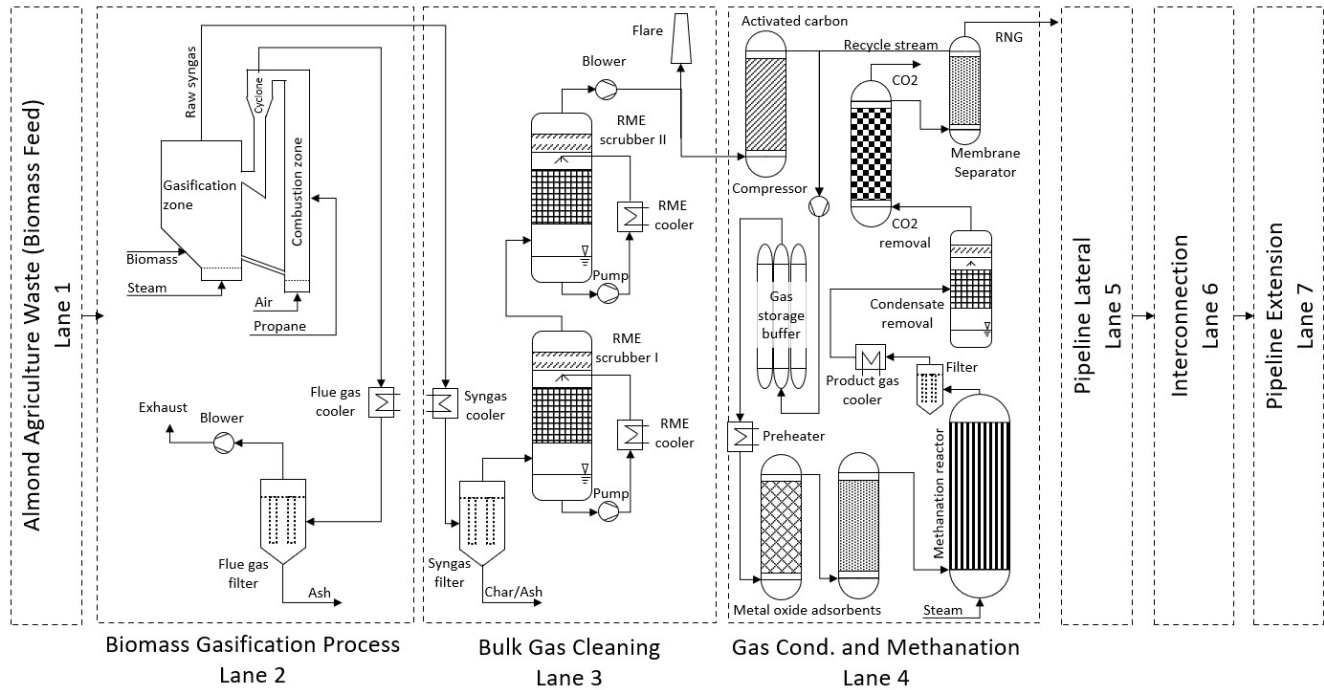 Almond Agriculture Waste (Biomass Feed)
Lane 1
Raw syngas
Cyclone
Gasification
zone
Combustion zone
Biomass
Steam
Air
Propane
Flue gas
cooler
Exhaust
Blower
Flue gas
filter
Ash
Biomass Gasification Process
Lane 2
Flare
Blower
RME
scrubber II
RME
cooler
Pump
RME
scrubber I
Syngas
cooler
RME
cooler
Pump
Syngas
filter
Char/Ash
Bulk Gas Cleaning
Lane 3
Activated carbon
Recycle stream
RNG
CO2
Compressor
Membrane
Separator
CO2
removal
Gas
storage
buffer
Condensate
removal
Product gas
cooler
Filter
Preheater
Methanation reactor
Metal oxide adsorbents
Steam
Gas Cond. and Methanation
Lane 4
Pipeline Lateral
Lane 5
Interconnection
Lane 6
Pipeline Extension
Lane 7